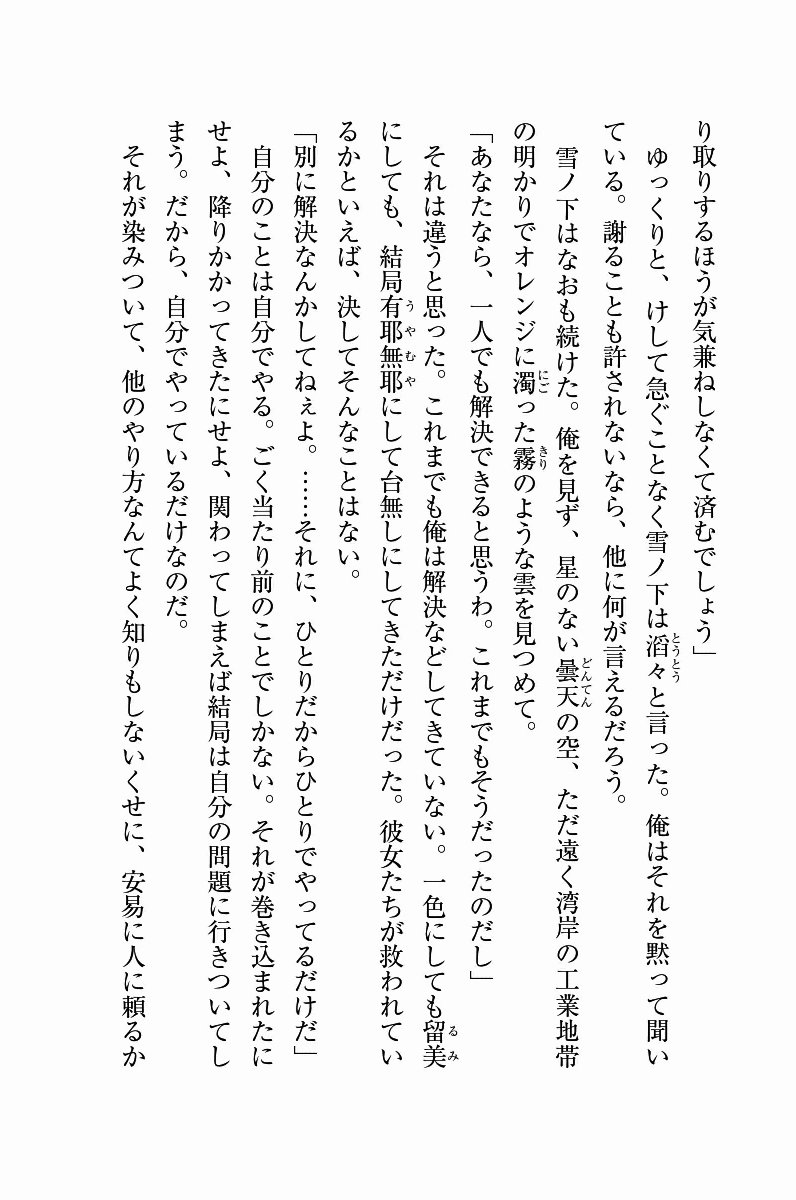 り取りするほうが気兼ねしなくて済むでしょう」
　ゆっくりと、けして急ぐことなく雪ノ下は滔々と言った。俺はそれを黙って聞い
ている。謝ることも許されないなら、他に何が言えるだろう。
　雪ノ下はなおも続けた。俺を見ず、星のない曇天の空、ただ遠く湾岸の工業地帯
の明かりでオレンジに濁った霧のような雲を見つめて。
「あなたなら、一人でも解決できると思うわ。これまでもそうだったのだし」
　それは違うと思った。これまでも俺は解決などしてきていない。一色にしても留美
にしても、結局有耶無耶にして台無しにしてきただけだった。彼女たちが救われてい
るかといえば、決してそんなことはない。
「別に解決なんかしてねぇよ。……それに、ひとりだからひとりでやってるだけだ」
　自分のことは自分でやる。ごく当たり前のことでしかない。それが巻き込まれたに
せよ、降りかかってきたにせよ、関わってしまえば結局は自分の問題に行きついてし
まう。だから、自分でやっているだけなのだ。
　それが染みついて、他のやり方なんてよく知りもしないくせに、安易に人に頼るか